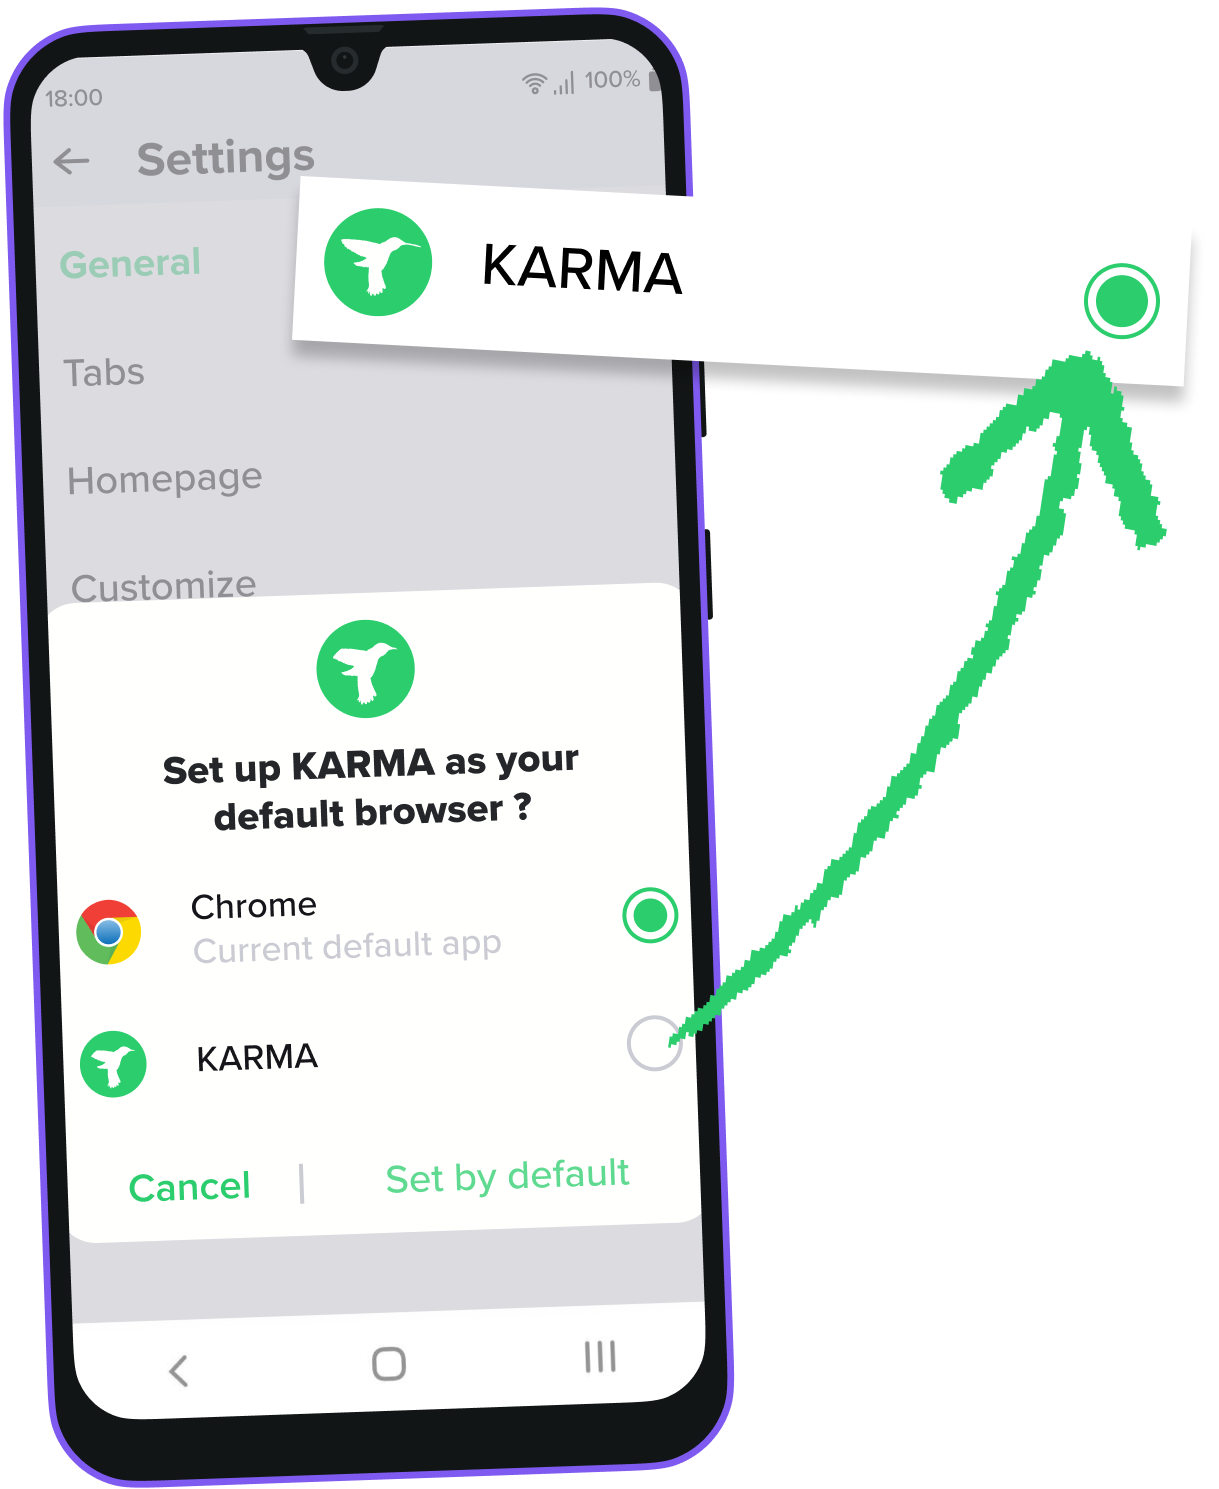 18:00
100%
Settings
General
KARMA
Tabs
Homepage
Customize
Set up KARMA as your
default browser ?
Chrome
Current default app
KARMA
Cancel | Set by default